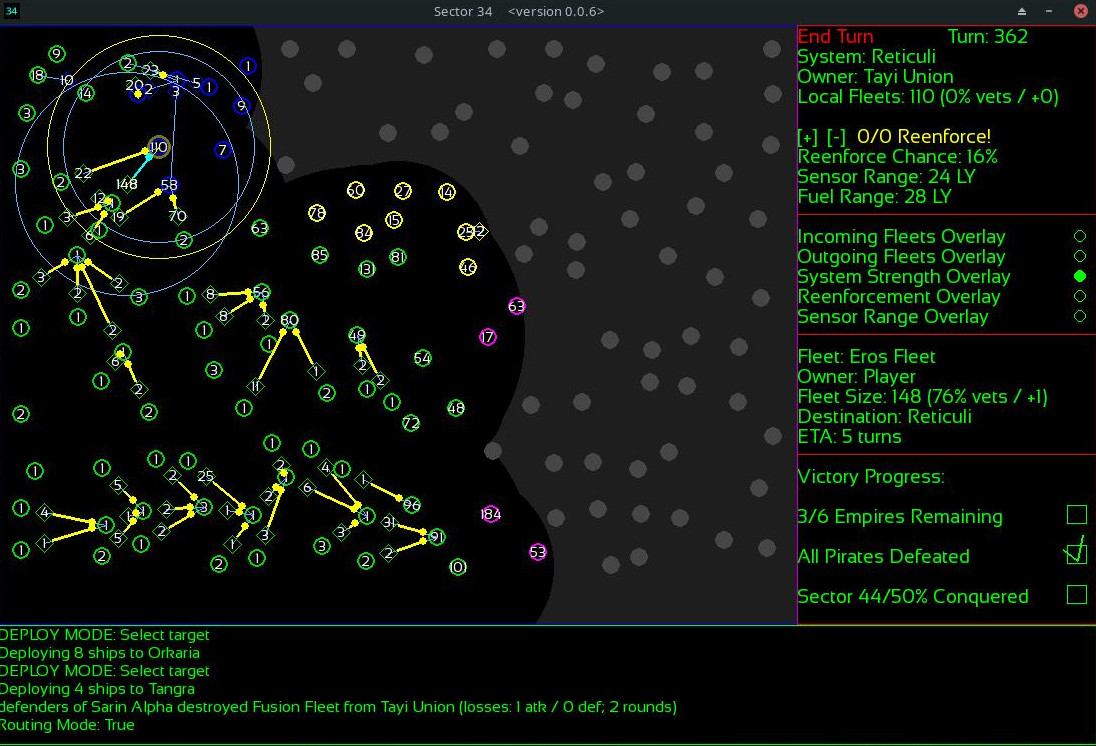 34
Sector 34 <version 0.0.6>
End Turn Turn: 362
System: Reticuli
Owner: Tayi Union
Local Fleets: 110 (0% vets / +0)
[+] [-] 0/0 Reenforce!
Reenforce Chance: 16%
Sensor Range: 24 LY
Fuel Range: 28 LY
Incoming Fleets Overlay
Outgoing Fleets Overlay
System Strength Overlay
Reenforcement Overlay
Sensor Range Overlay
Fleet: Eros Fleet
Owner: Player
Fleet Size: 148 (76% vets / +1)
Destination: Reticuli
ETA: 5 turns
Victory Progress:
3/6 Empires Remaining
All Pirates Defeated
Sector 44/50% Conquered
9
2 23 1
18 10 20 2 1 5 1
14 3 9
3
110 7
3 22
2 148 58
12 1
3 19 70
1 6 1 2 63
60 27 14
78 15
84 25
85 131 81 46
1
3 2
2 2 3 1 8 56
1 2 1 8 2 80
63
17
6 1 1 49
2 54
1 2 3 11 1 2
2 1
2 2 1 2 1 72 48
1 1
1 1 1 1 2 4 1
5 2 25 1 6 1
1 4 96
2 3 1 31 184
1 1 5 2 1 3 3 91
1 2 1 2 1 3 2 2 101 53
DEPLOY MODE: Select target
Deploying 8 ships to Orkaria
DEPLOY MODE: Select target
Deploying 4 ships to Tangra
defenders of Sarin Alpha destroyed Fusion Fleet from Tayi Union (losses: 1 atk / 0 def; 2 rounds)
Routing Mode: True